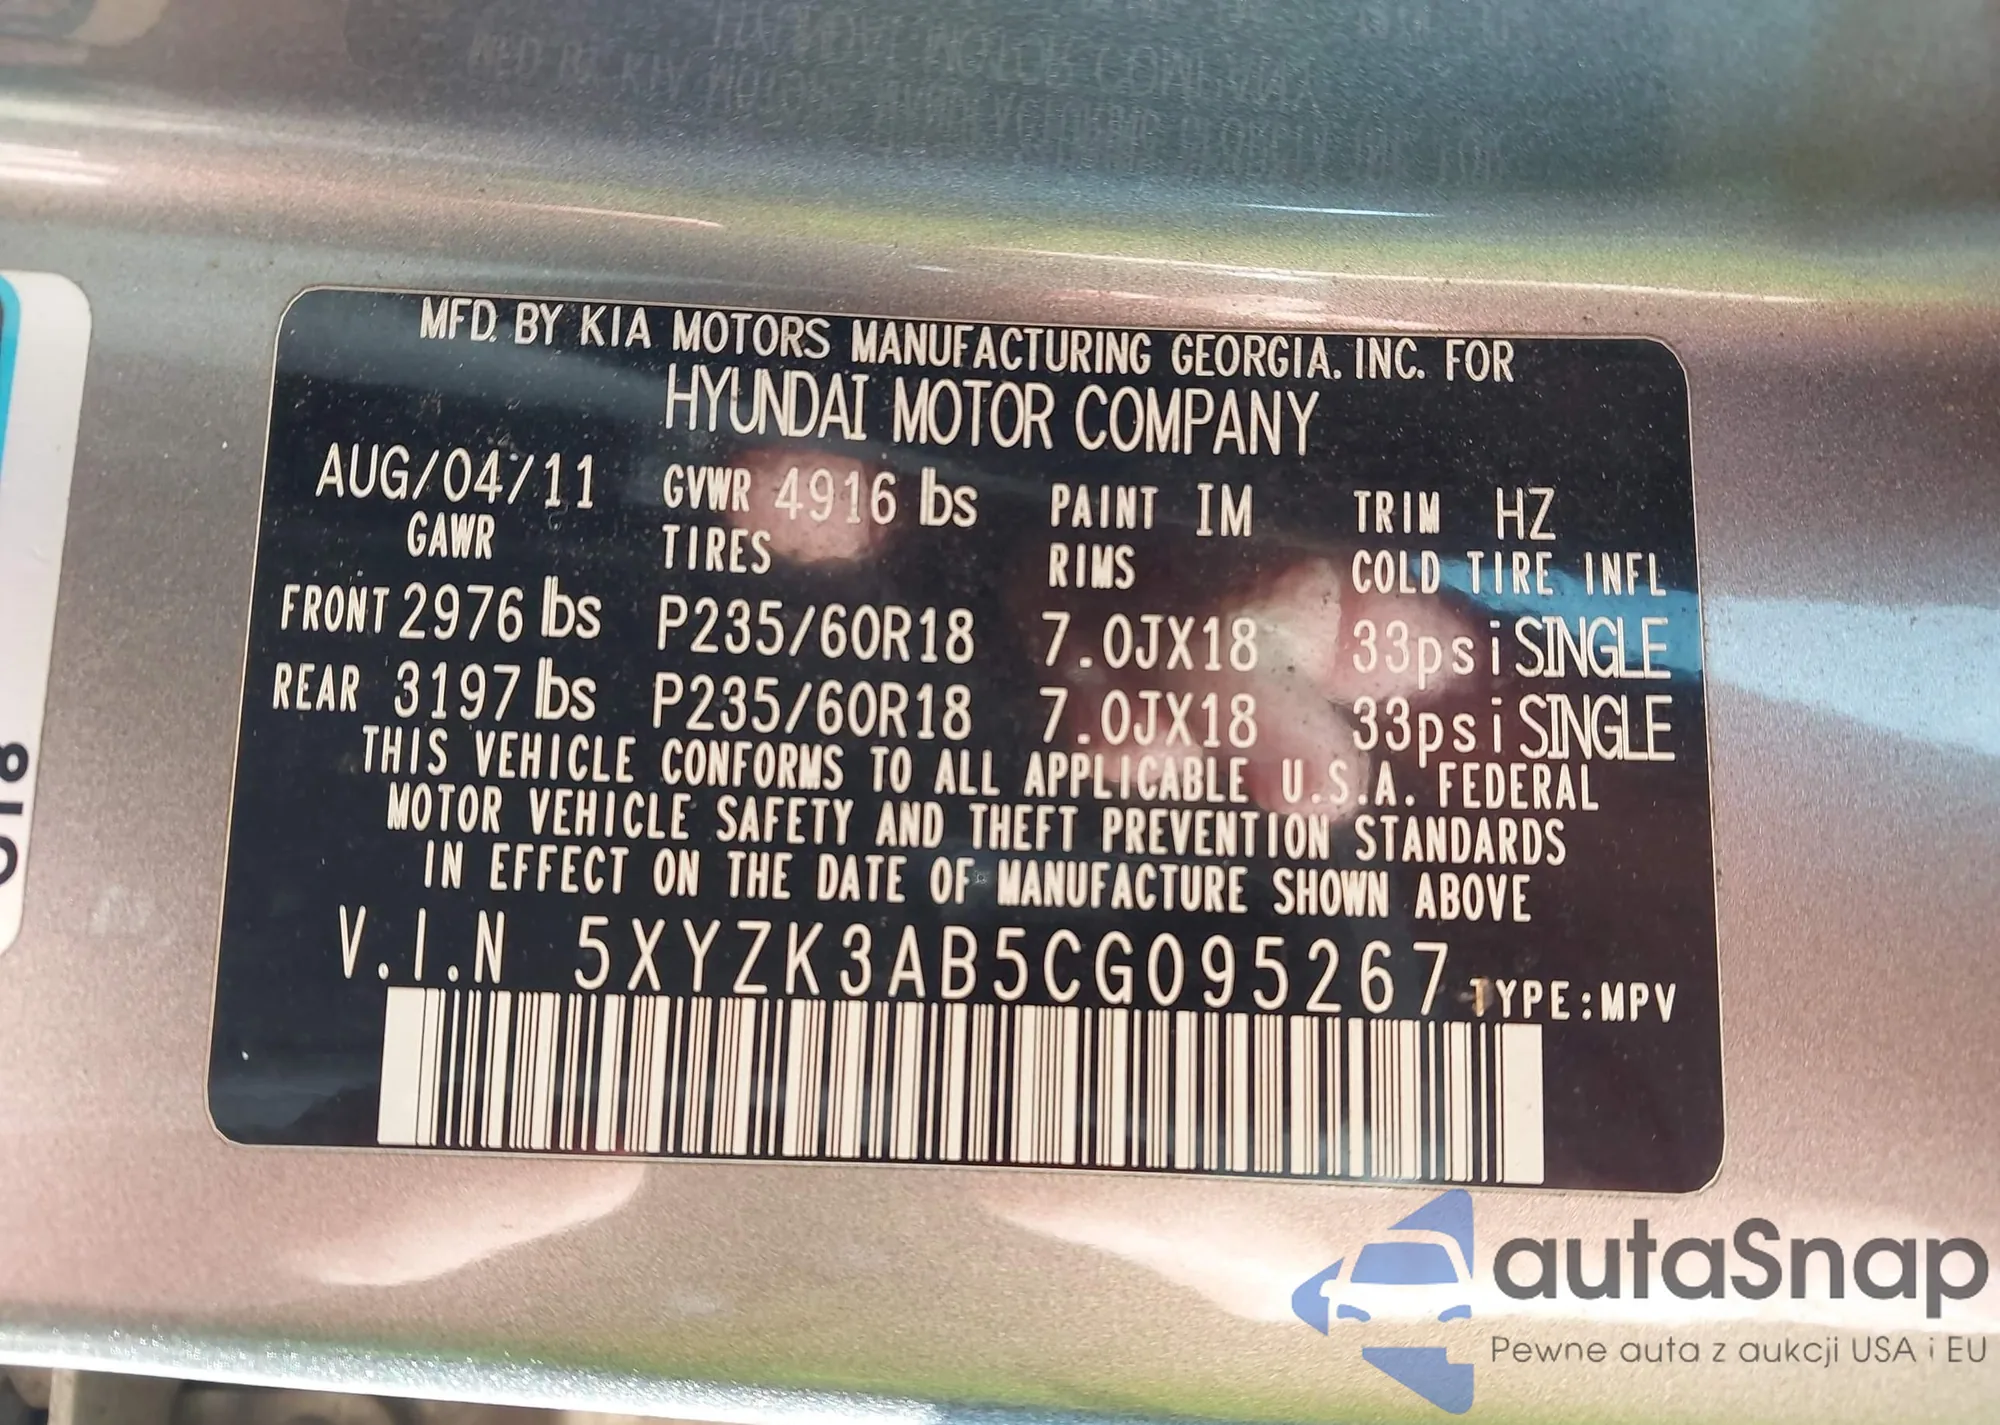 MFD. BY KIA MOTORS MANUFACTURING GEORGIA. INC. FOR
HYUNDAI MOTOR COMPANY
AUG/04/11 GVWR 4916 lbs PAINT IM TRIM HZ
GAWR TIRES RIMS COLD TIRE INFL
FRONT 2976 lbs P235/60R18 7.0JX18 33psi SINGLE
REAR 3197 lbs P235/60R18 7.0JX18 33psi SINGLE
THIS VEHICLE CONFORMS TO ALL APPLICABLE U.S.A. FEDERAL
MOTOR VEHICLE SAFETY AND THEFT PREVENTION STANDARDS
IN EFFECT ON THE DATE OF MANUFACTURE SHOWN ABOVE
V.I.N 5XYZK3AB5CG095267 TYPE:MPV
autaSnap
Pewne auta z aukcji USA i EU